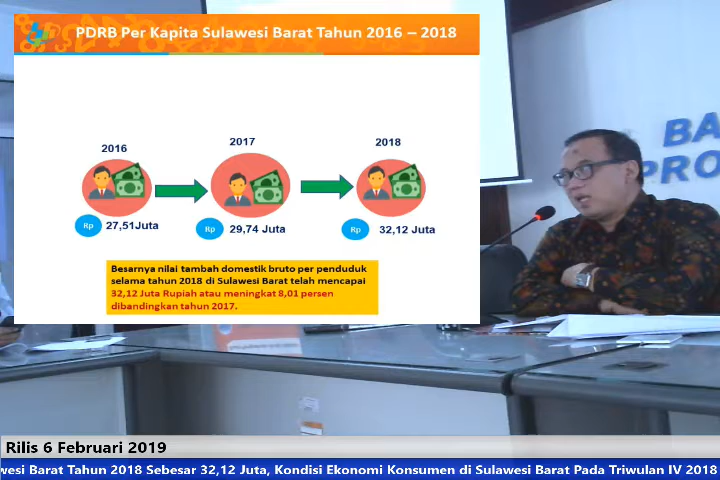 PDRB Per Kapita Sulawesi Barat Tahun 2016 – 2018
2016
2017
2018
Rp 27,51Juta
Rp 29,74 Juta
Rp 32,12 Juta
Besarnya nilai tambah domestik bruto per penduduk
selama tahun 2018 di Sulawesi Barat telah mencapai
32,12 Juta Rupiah atau meningkat 8,01 persen
dibandingkan tahun 2017.
BA
PRO
Rilis 6 Februari 2019
wesi Barat Tahun 2018 Sebesar 32,12 Juta, Kondisi Ekonomi Konsumen di Sulawesi Barat Pada Triwulan IV 2018